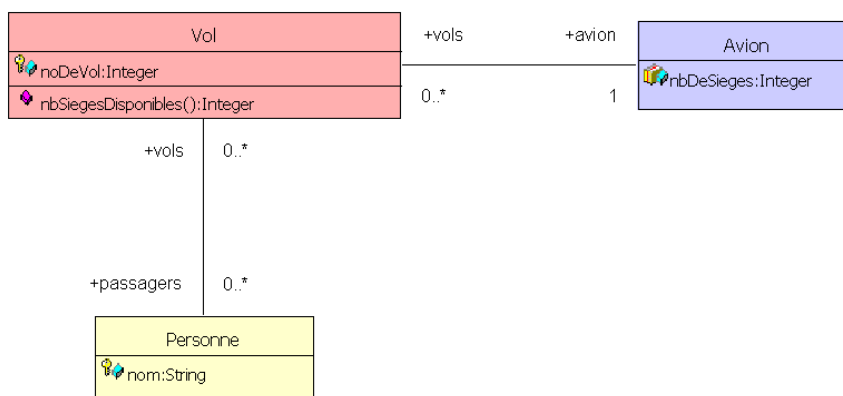 Vol
noDeVol:Integer
nbSiegesDisponibles():Integer
+vols
+avion
0..*
1
Avion
nbDeSieges:Integer
+vols
0..*
+passagers
0..*
Personne
nom:String